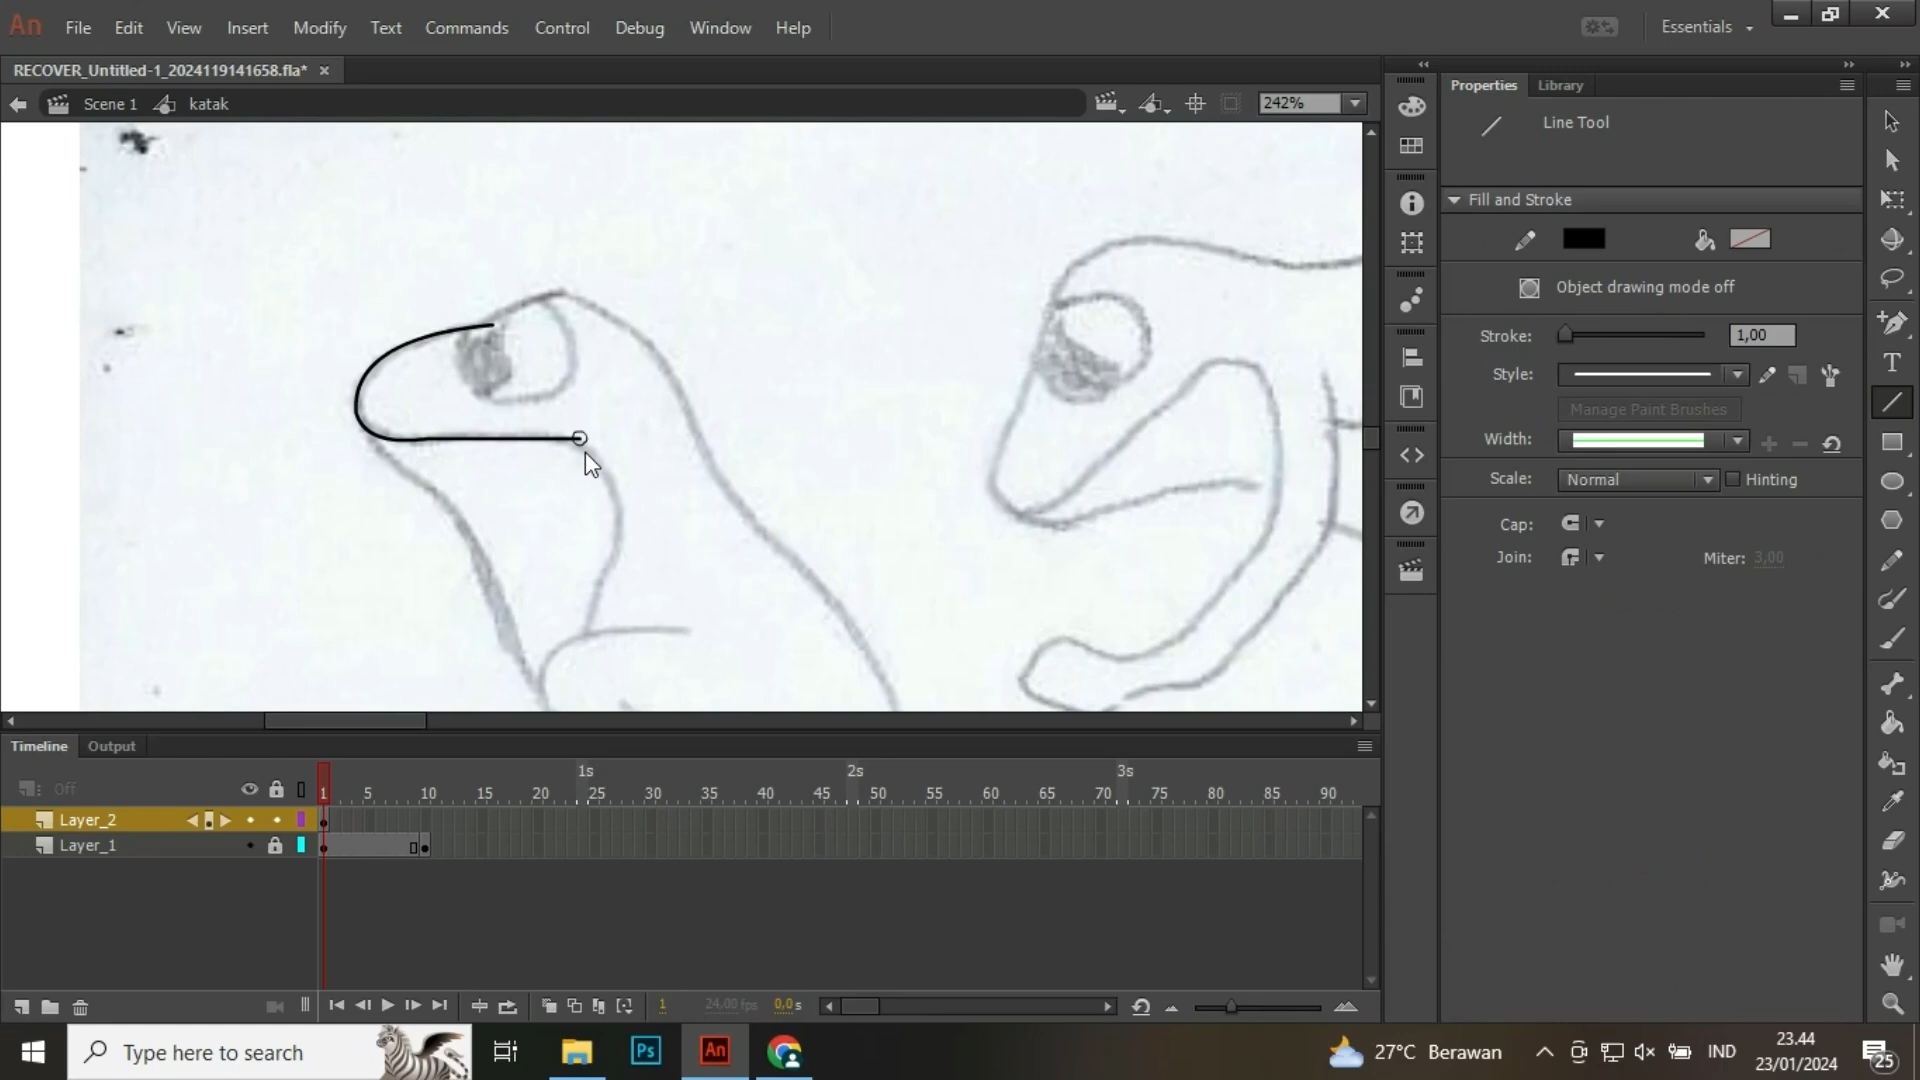 An File Edit View Insert Modify Text Commands Control Debug Window Help Essentials
RECOVER_Untitled-1_2024119141658.fla* ×
Scene 1 katak 242%
Properties Library
Line Tool
Fill and Stroke
Object drawing mode off
Stroke: 1,00
Style:
Manage Paint Brushes
Width:
Scale: Normal Hinting
Cap:
Join: Miter: 3,00
Timeline Output
1s 2s 3s
Off 1 5 10 15 20 25 30 35 40 45 50 55 60 65 70 75 80 85 90
Layer_2
Layer_1
1 24,00 fps 0,0 s
Type here to search Ps An 27°C Berawan IND 23.44
23/01/2024 25